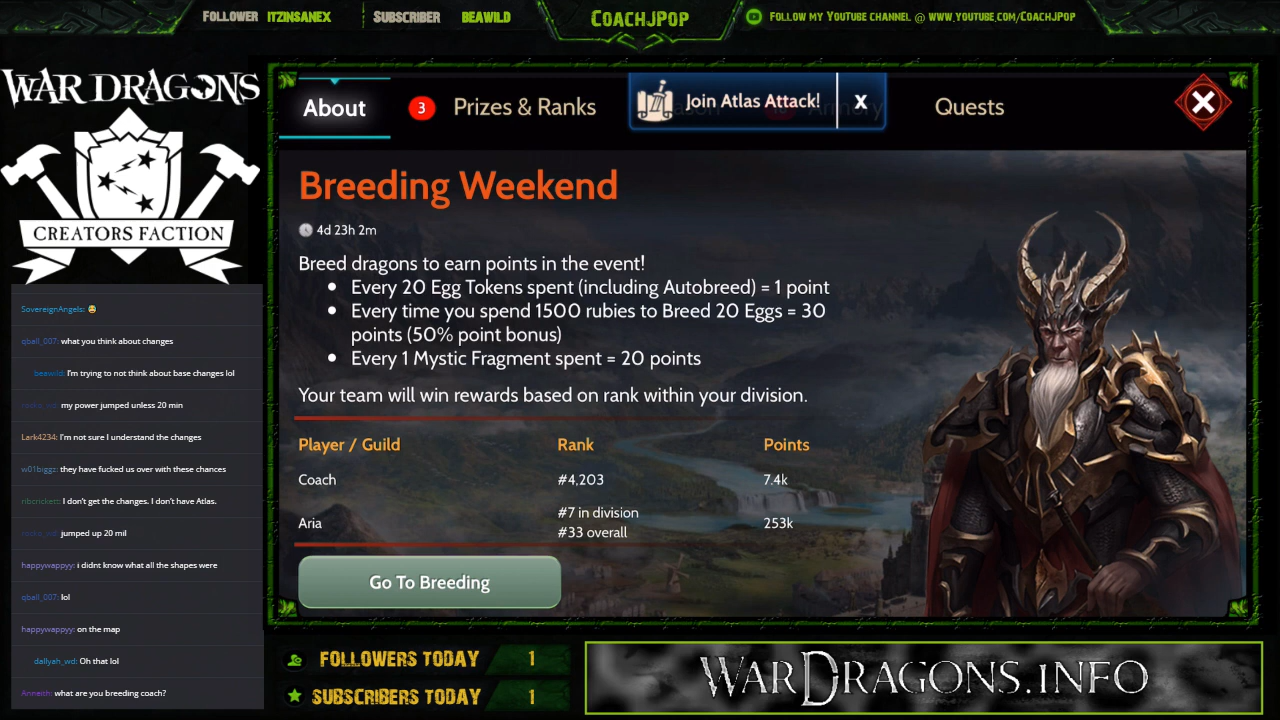 FOLLOWER ITZINSANEX
SUBSCRIBER BEAWILD
COACHJPOP
FOLLOW MY YOUTUBE CHANNEL @ WWW.YOUTUBE.COM/COACHJPOP
WAR DRAGONS
CREATORS FACTION
SovereignAngels:
qball_007: what you think about changes
beawild: I'm trying to not think about base changes lol
my power jumped unless 20 min
Lark4234: I'm not sure I understand the changes
w01biggz: they have fucked us over with these chances
ribcrickett: I don't get the changes. I don't have Atlas.
jumped up 20 mil
happywappyy: i didnt know what all the shapes were
qball_007: lol
happywappyy: on the map
dallyah_wd: Oh that lol
Anneith: what are you breeding coach?
About
3
Prizes & Ranks
Join Atlas Attack!
X
Quests
Breeding Weekend
4d 23h 2m
Breed dragons to earn points in the event!
• Every 20 Egg Tokens spent (including Autobreed) = 1 point
• Every time you spend 1500 rubies to Breed 20 Eggs = 30
points (50% point bonus)
• Every 1 Mystic Fragment spent = 20 points
Your team will win rewards based on rank within your division.
Player / Guild Rank Points
Coach #4,203 7.4k
Aria #7 in division 253k
#33 overall
Go To Breeding
FOLLOWERS TODAY 1
SUBSCRIBERS TODAY 1
WARDRAGONS.INFO